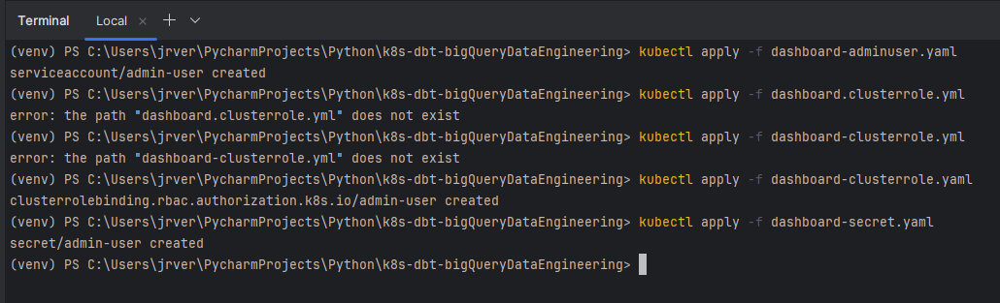 Terminal Local
(venv) PS C:\Users\jrver\PycharmProjects\Python\k8s-dbt-bigQueryDataEngineering> kubectl apply -f dashboard-adminuser.yaml
serviceaccount/admin-user created
(venv) PS C:\Users\jrver\PycharmProjects\Python\k8s-dbt-bigQueryDataEngineering> kubectl apply -f dashboard.clusterrole.yml
error: the path "dashboard.clusterrole.yml" does not exist
(venv) PS C:\Users\jrver\PycharmProjects\Python\k8s-dbt-bigQueryDataEngineering> kubectl apply -f dashboard-clusterrole.yml
error: the path "dashboard-clusterrole.yml" does not exist
(venv) PS C:\Users\jrver\PycharmProjects\Python\k8s-dbt-bigQueryDataEngineering> kubectl apply -f dashboard-clusterrole.yaml
clusterrolebinding.rbac.authorization.k8s.io/admin-user created
(venv) PS C:\Users\jrver\PycharmProjects\Python\k8s-dbt-bigQueryDataEngineering> kubectl apply -f dashboard-secret.yaml
secret/admin-user created
(venv) PS C:\Users\jrver\PycharmProjects\Python\k8s-dbt-bigQueryDataEngineering>